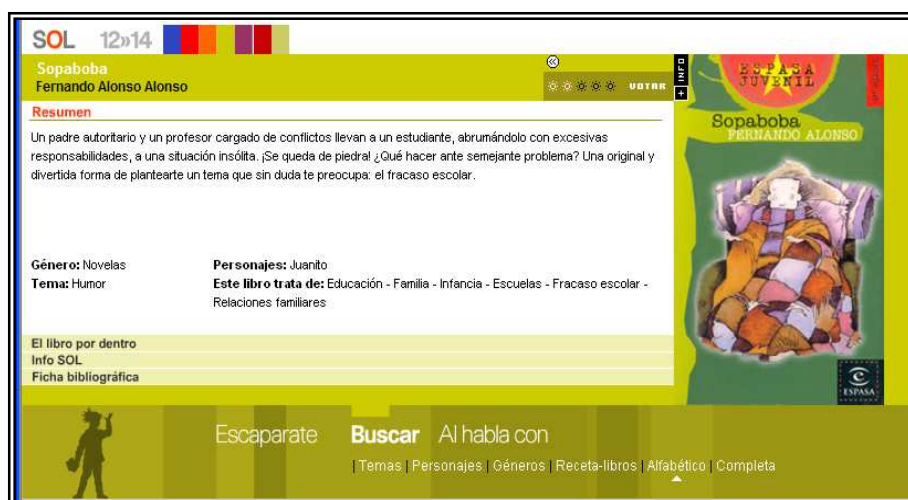 SOL 12»14
Sopaboba
Fernando Alonso Alonso
VOTAR
+ INFO
Resumen
Un padre autoritario y un profesor cargado de conflictos llevan a un estudiante, abrumándolo con excesivas
responsabilidades, a una situación insólita. ¡Se queda de piedra! ¿Qué hacer ante semejante problema? Una original y
divertida forma de plantearte un tema que sin duda te preocupa: el fracaso escolar.
Género: Novelas
Personajes: Juanito
Tema: Humor
Este libro trata de: Educación - Familia - Infancia - Escuelas - Fracaso escolar -
Relaciones familiares
El libro por dentro
Info SOL
Ficha bibliográfica
ESPASA
JUVENIL
Sopaboba
FERNANDO ALONSO
ESPASA
Escaparate Buscar Al habla con
| Temas | Personajes | Géneros | Receta-libros | Alfabético | Completa